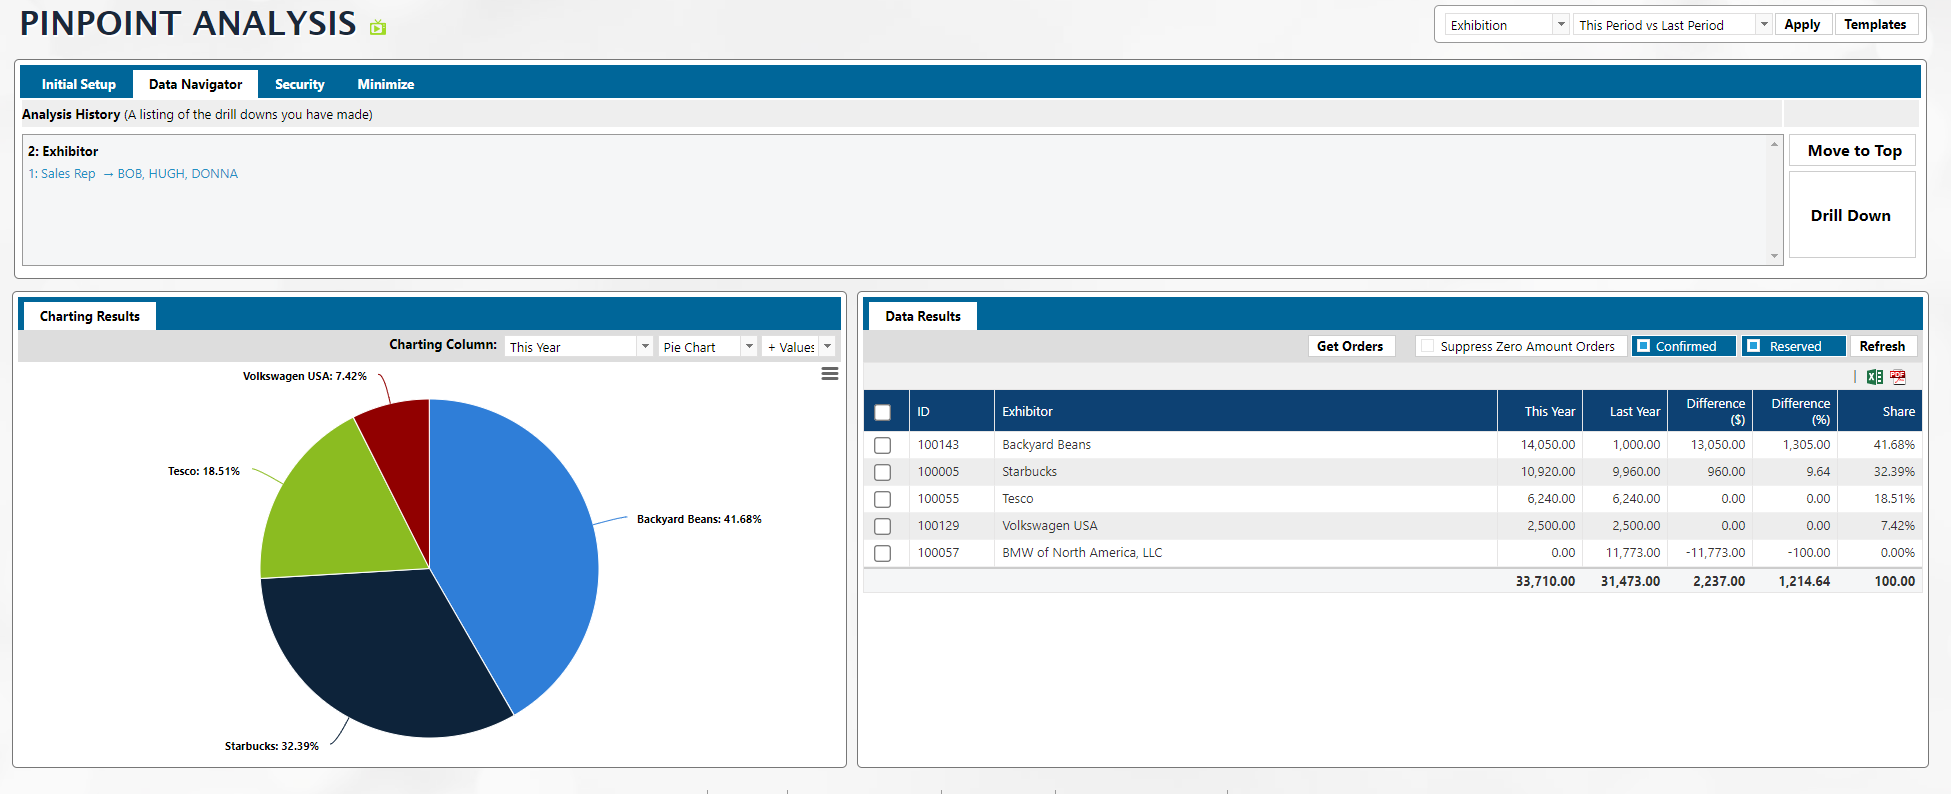 PINPOINT ANALYSIS
Exhibition This Period vs Last Period Apply Templates
Initial Setup Data Navigator Security Minimize
Analysis History (A listing of the drill downs you have made)
2: Exhibitor
1: Sales Rep → BOB, HUGH, DONNA
Move to Top
Drill Down
Charting Results
Charting Column: This Year Pie Chart + Values
Volkswagen USA: 7.42%
Tesco: 18.51%
Backyard Beans: 41.68%
Starbucks: 32.39%
Data Results
Get Orders Suppress Zero Amount Orders Confirmed Reserved Refresh
PDF
ID Exhibitor This Year Last Year Difference ($) Difference (%) Share
100143 Backyard Beans 14,050.00 1,000.00 13,050.00 1,305.00 41.68%
100005 Starbucks 10,920.00 9,960.00 960.00 9.64 32.39%
100055 Tesco 6,240.00 6,240.00 0.00 0.00 18.51%
100129 Volkswagen USA 2,500.00 2,500.00 0.00 0.00 7.42%
100057 BMW of North America, LLC 0.00 11,773.00 -11,773.00 -100.00 0.00%
33,710.00 31,473.00 2,237.00 1,214.64 100.00